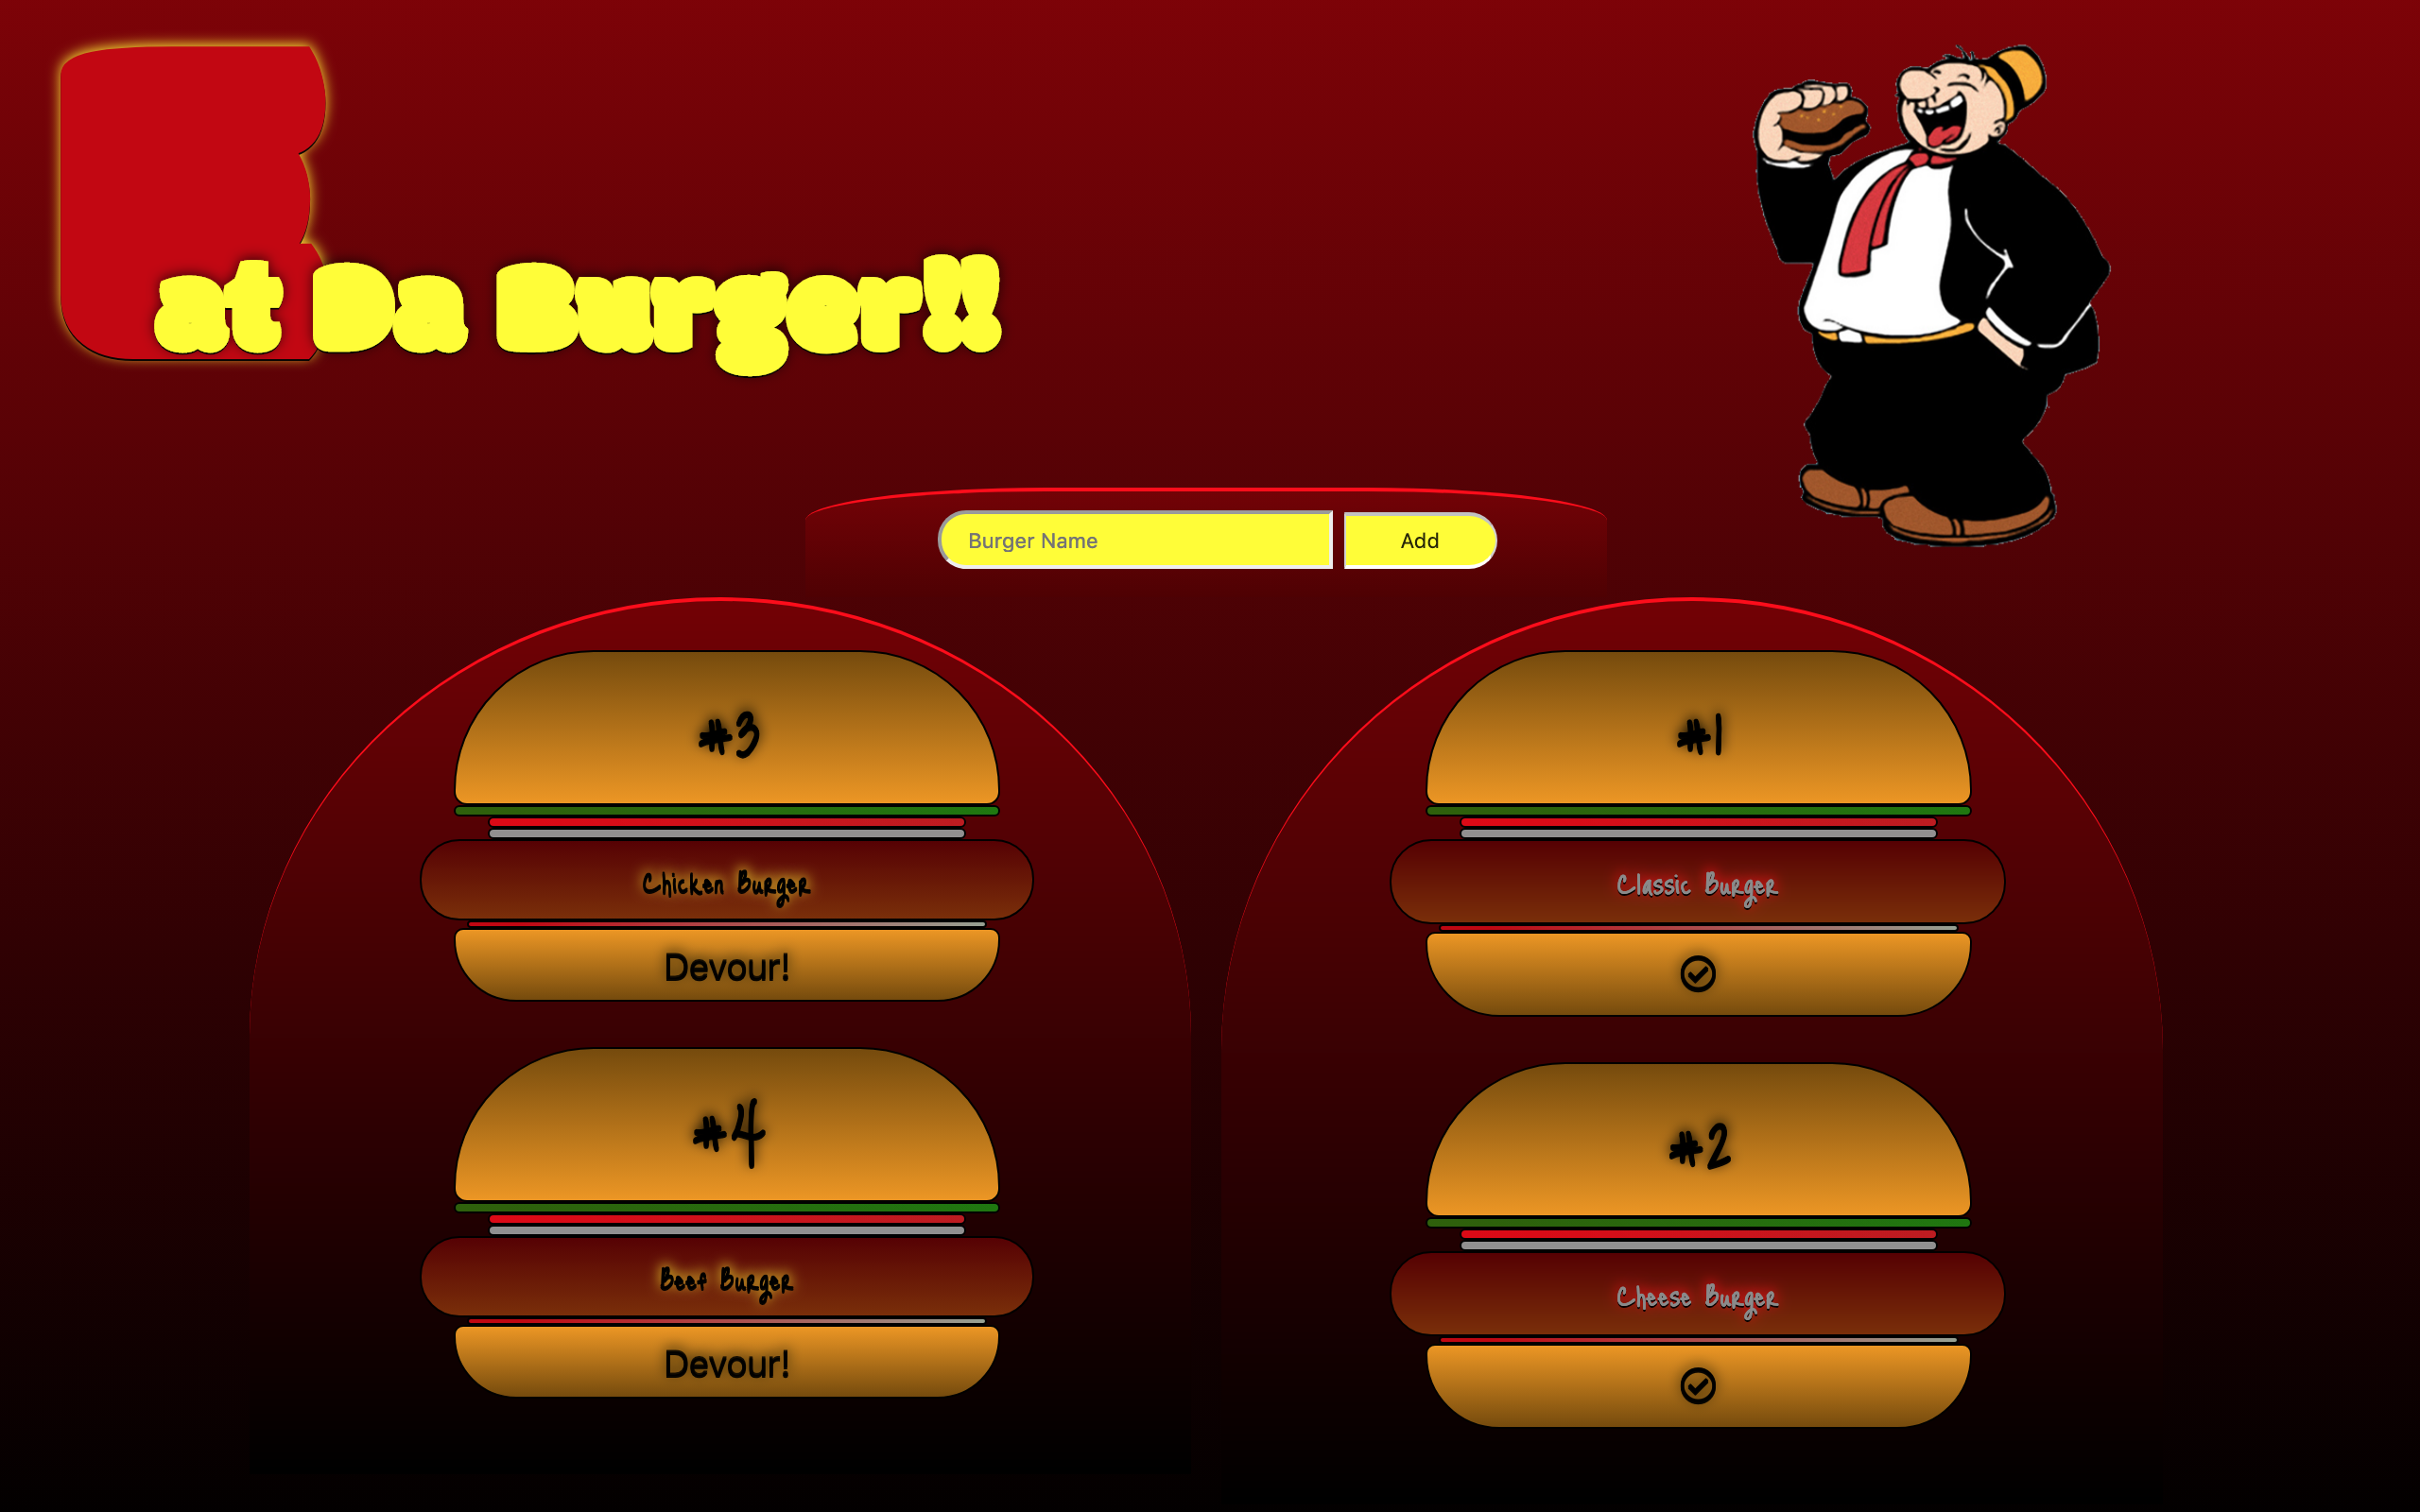 Eat Da Burger!!
Burger Name
Add
#3
Chicken Burger
Devour!
#4
Beef Burger
Devour!
#1
Classic Burger
#2
Cheese Burger